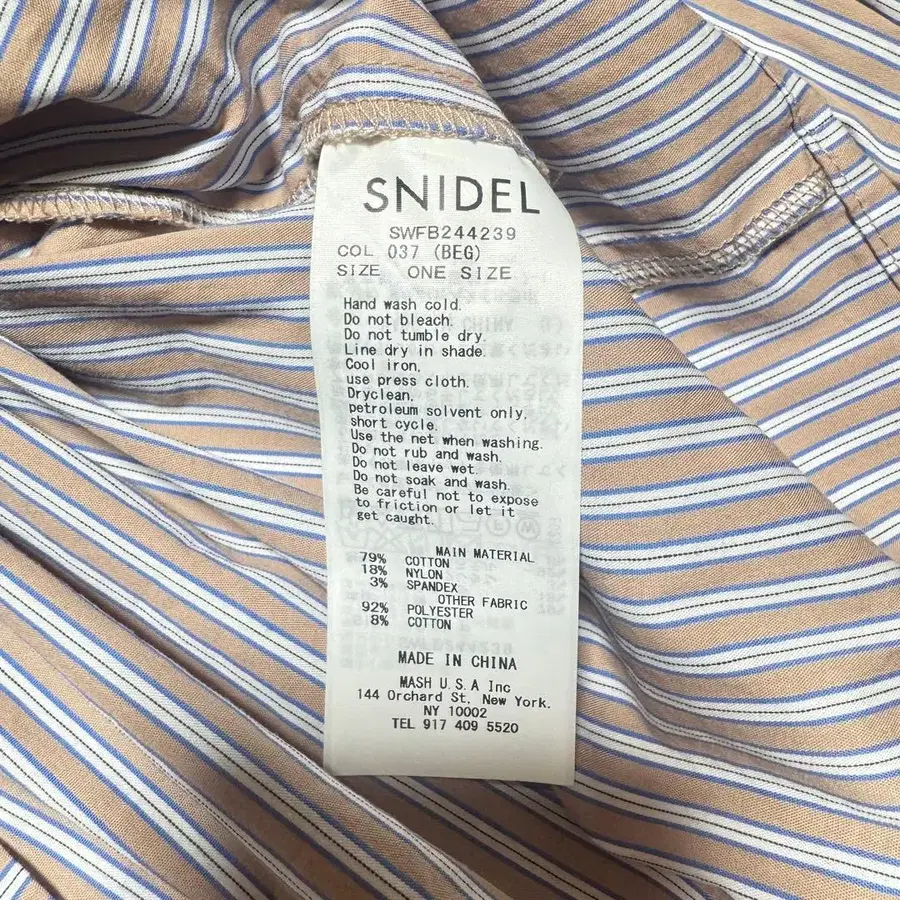 SNIDEL
SWFB244239
COL 037 (BEG)
SIZE ONE SIZE
Hand wash cold.
Do not bleach.
Do not tumble dry.
Line dry in shade.
Cool iron,
use press cloth.
Dryclean,
petroleum solvent only,
short cycle.
Use the net when washing.
Do not rub and wash.
Do not leave wet.
Do not soak and wash.
Be careful not to expose
to friction or let it
get caught.
MAIN MATERIAL
79% COTTON
18% NYLON
3% SPANDEX
OTHER FABRIC
92% POLYESTER
8% COTTON
MADE IN CHINA
MASH U.S.A Inc
144 Orchard St, New York,
NY 10002
TEL 917 409 5520